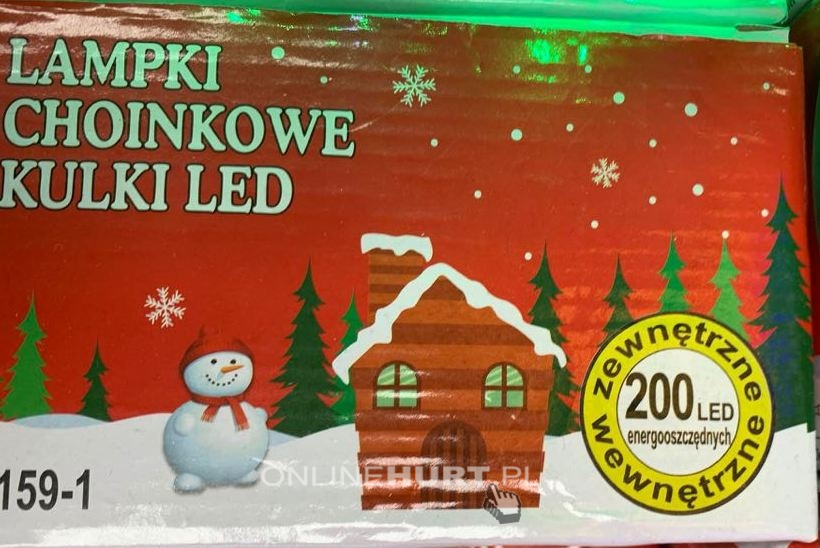 LAMPKI
CHOINKOWE
KULKI LED
zewnętrzne
200 LED
energooszczędnych
wewnętrzne
159-1
ONLINEHURT.PL